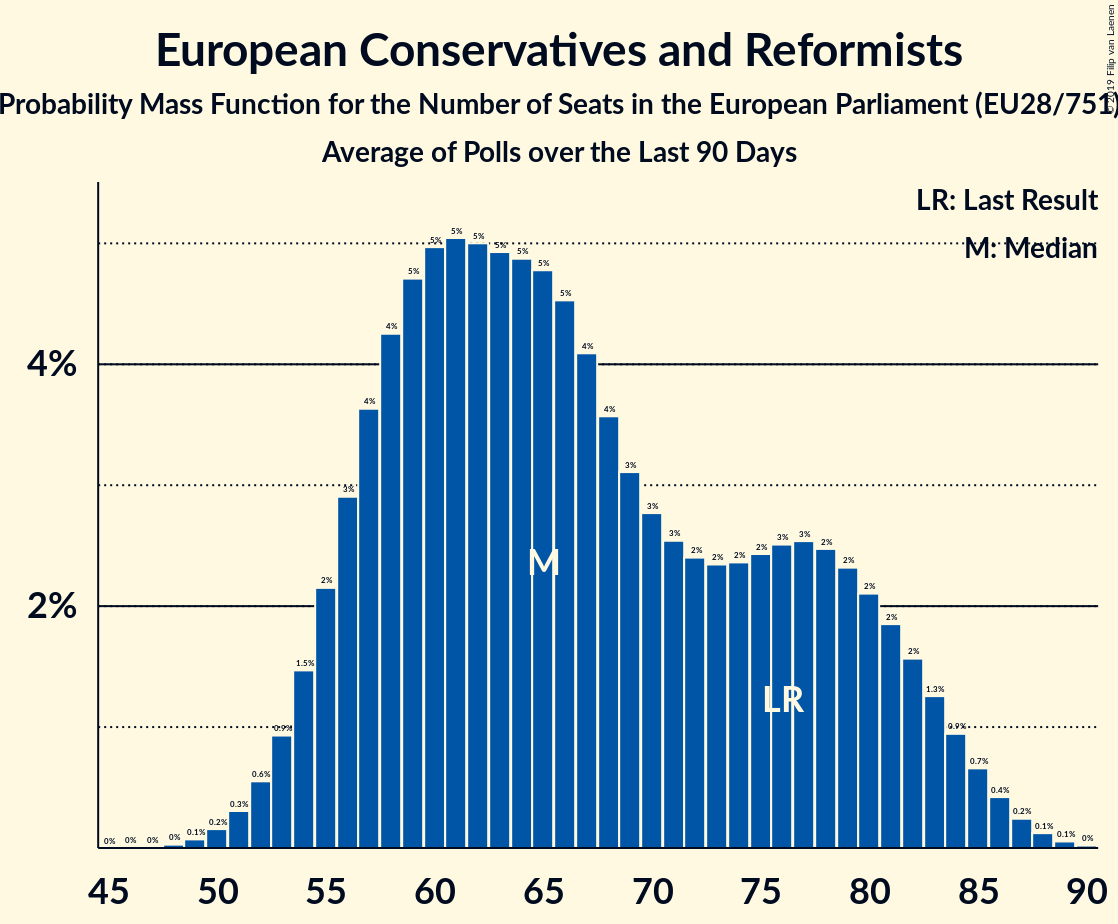 © 2019 Filip van Laenen
European Conservatives and Reformists
Probability Mass Function for the Number of Seats in the European Parliament (EU28/751)
Average of Polls over the Last 90 Days
LR: Last Result
M: Median
4%
2%
0% 0% 0% 0% 0.1% 0.2% 0.3% 0.6% 0.9% 1.5% 2% 3% 4% 4% 5% 5% 5% 5% 5% 5% 5% 5% 4% 4% 3% 3% 3% 2% 2% 2% 2% 3% 3% 2% 2% 2% 2% 2% 1.3% 0.9% 0.7% 0.4% 0.2% 0.1% 0.1% 0%
M
LR
45 50 55 60 65 70 75 80 85 90